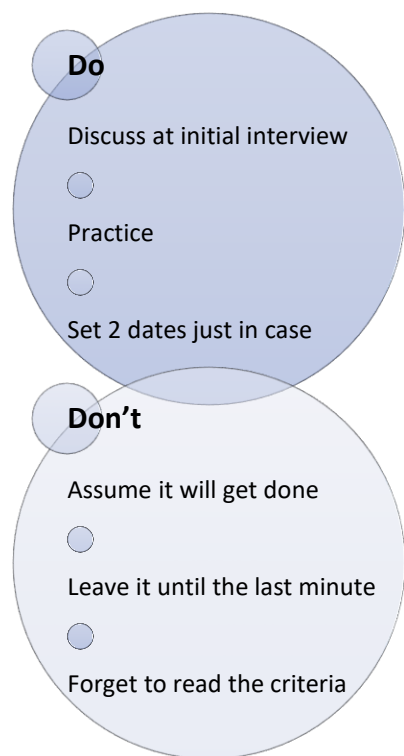 Do
Discuss at initial interview
Practice
Set 2 dates just in case
Don’t
Assume it will get done
Leave it until the last minute
Forget to read the criteria